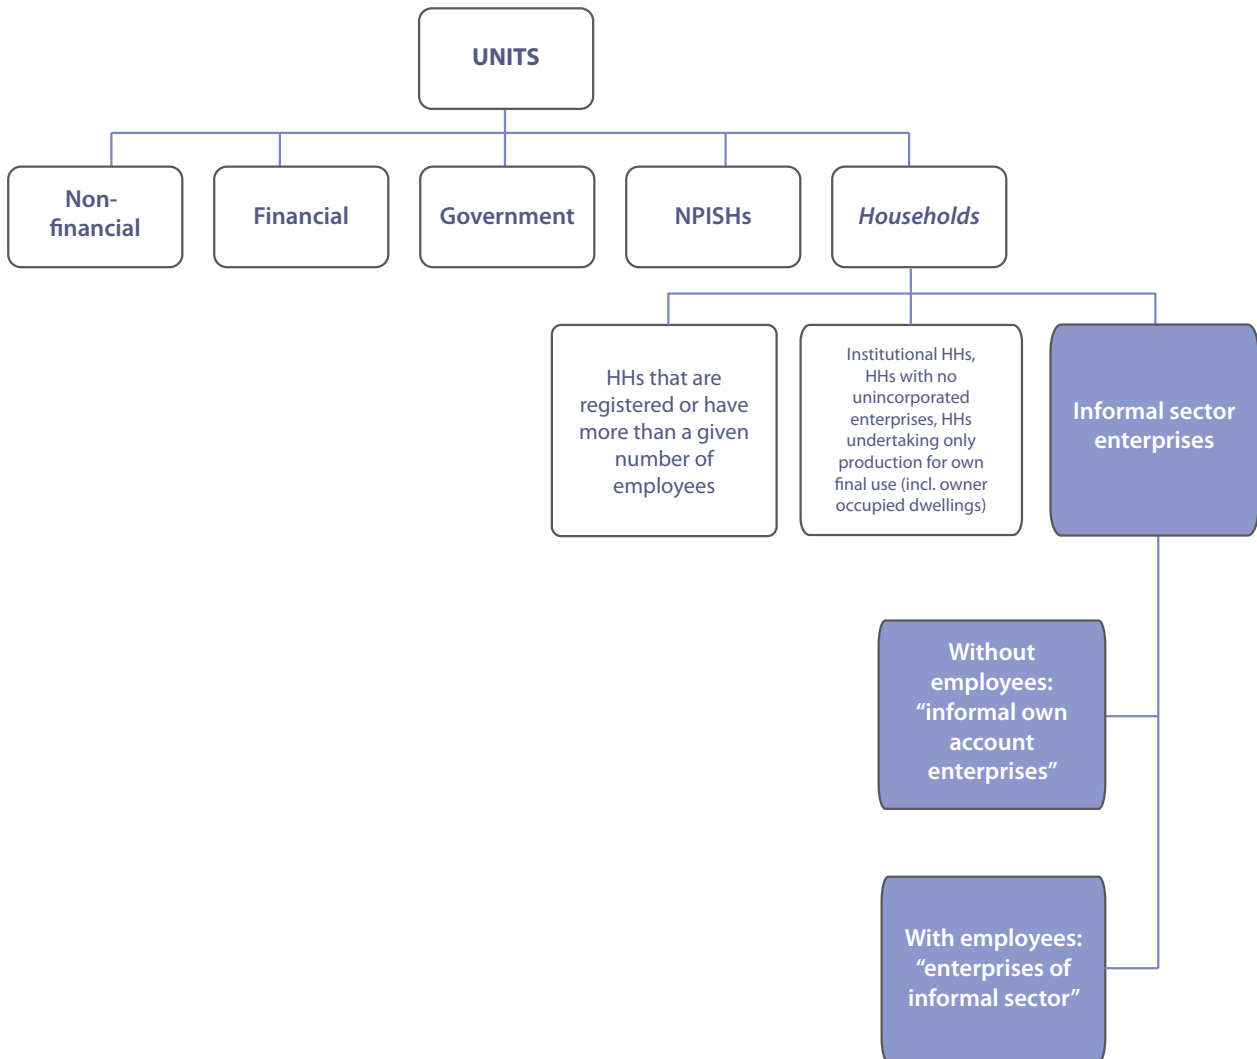 UNITS
Non-
financial
Financial
Government
NPISHs
Households
HHs that are
registered or have
more than a given
number of
employees
Institutional HHs,
HHs with no
unincorporated
enterprises, HHs
undertaking only
production for own
final use (incl. owner
occupied dwellings)
Informal sector
enterprises
Without
employees:
“informal own
account
enterprises”
With employees:
“enterprises of
informal sector”